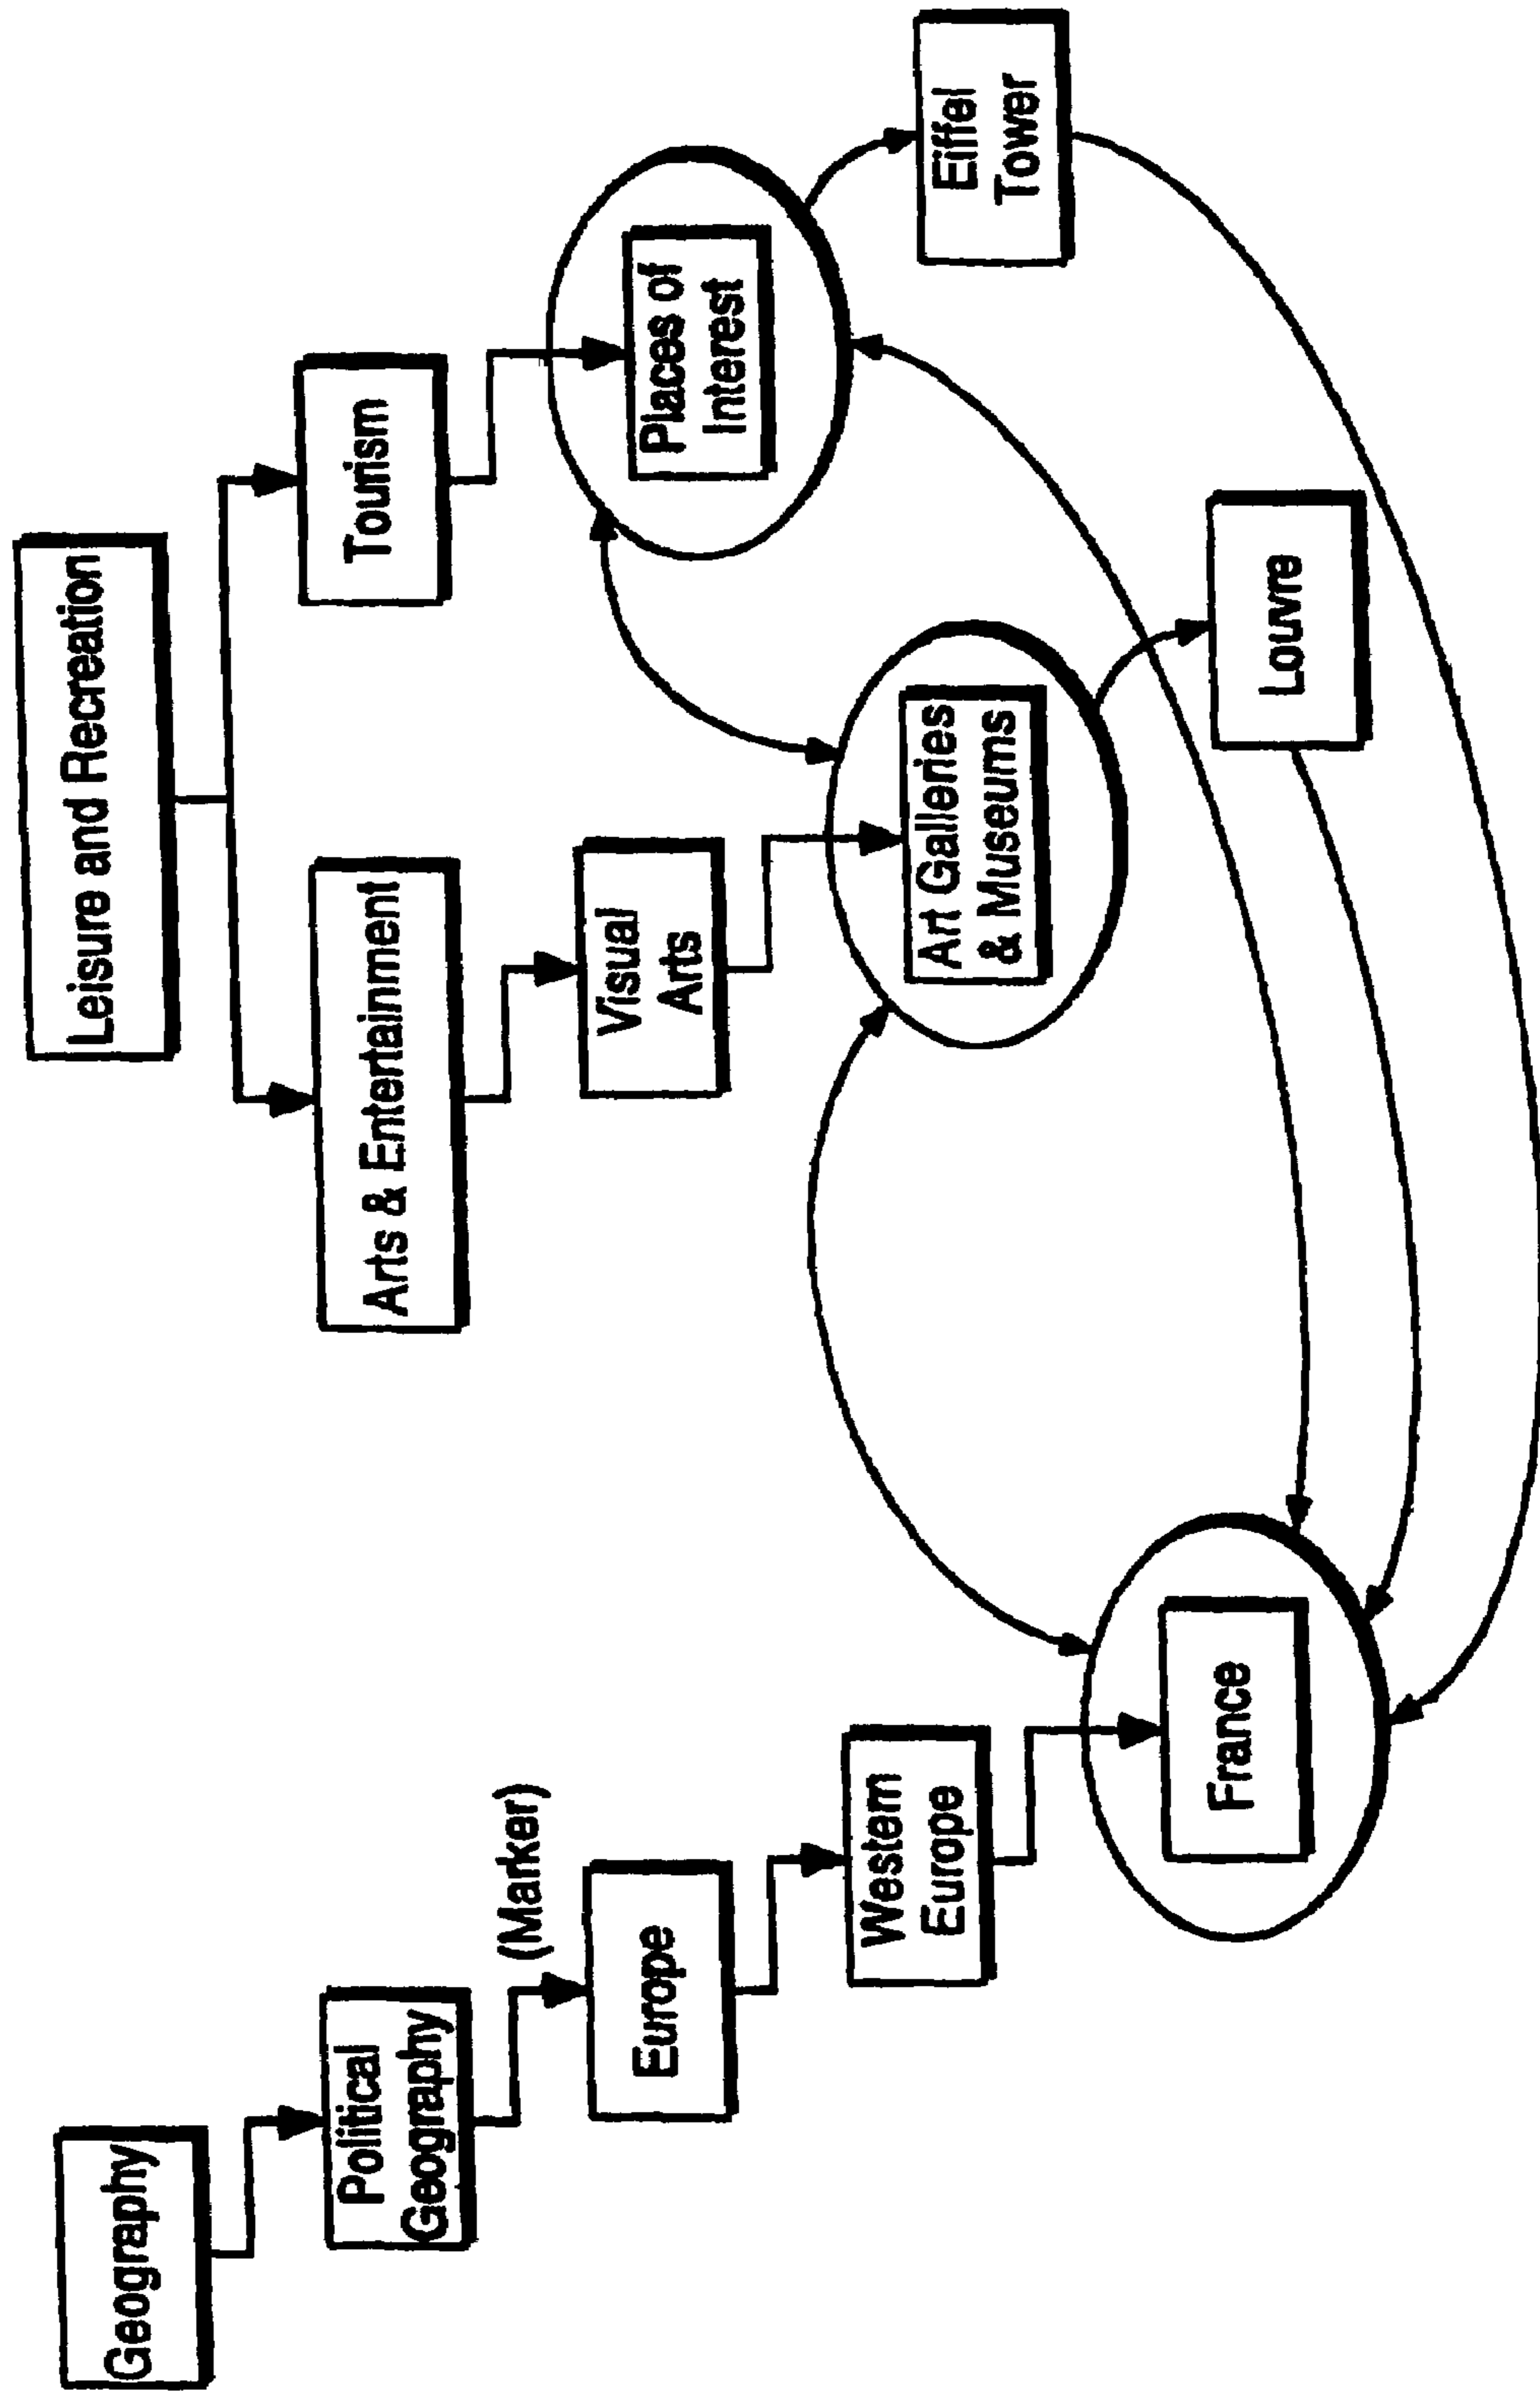 Geography
Political
Geography
(Marker)
Europe
Western
Europe
France
Leisure and Recreation
Arts & Entertainment
Visual
Arts
Art Galleries
& Museums
Louvre
Tourism
Places of
Interest
Eiffel
Tower